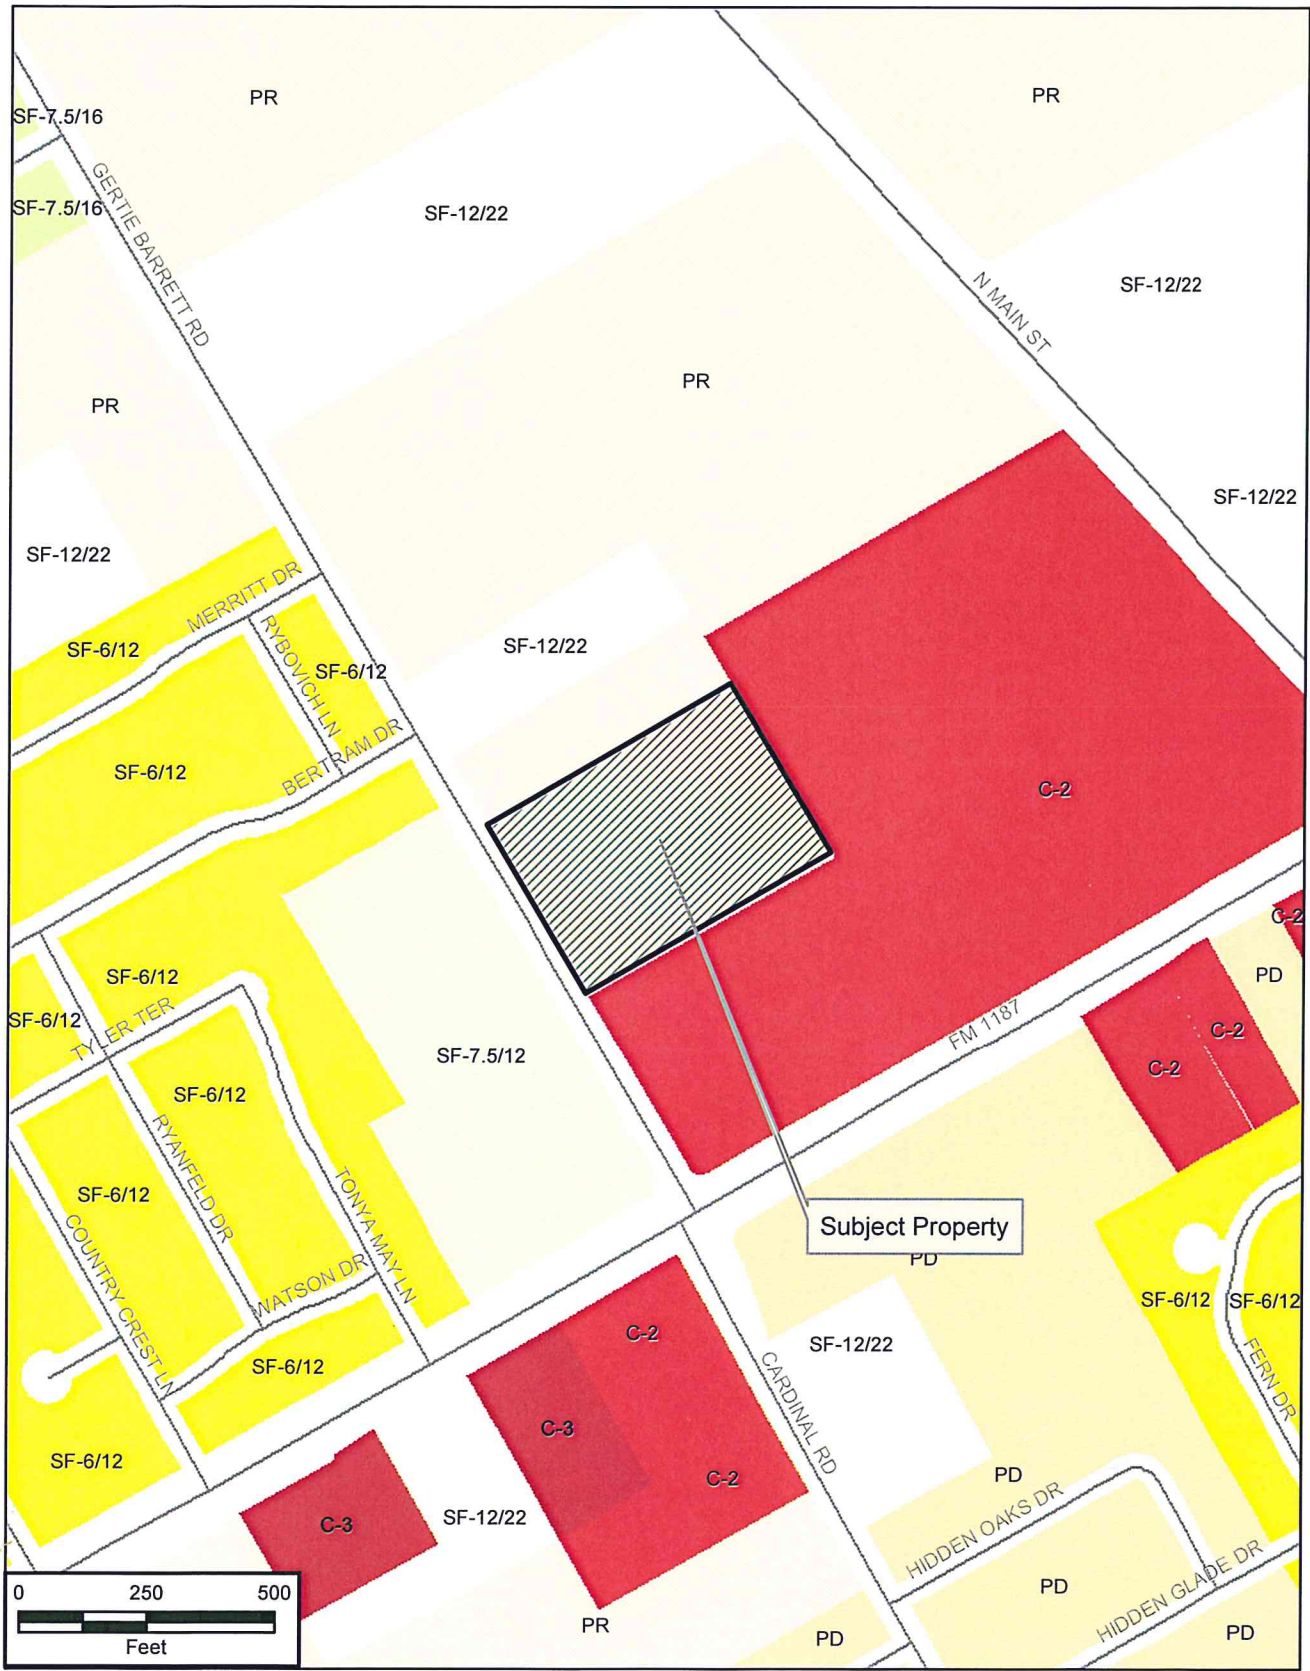 PR
PR
SF-7.5/16
SF-7.5/16
GERTIE BARRETT RD
SF-12/22
SF-12/22
N MAIN ST
PR
PR
SF-12/22
SF-12/22
MERRITT DR
SF-6/12
RYBOVICH LN
SF-6/12
SF-12/22
BERTRAM DR
SF-6/12
C-2
C-2
PD
SF-6/12
SF-6/12
TYLER TER
FM 1187
C-2
C-2
SF-7.5/12
SF-6/12
RYANFELD DR
SF-6/12
TONYA MAY LN
COUNTRY CREST LN
WATSON DR
Subject Property
PD
SF-6/12
SF-6/12
FERN DR
C-2
SF-12/22
CARDINAL RD
SF-6/12
C-3
SF-6/12
C-2
PD
C-3
SF-12/22
HIDDEN OAKS DR
PD
HIDDEN GLADE DR
PR
PD
PD
0 250 500
Feet